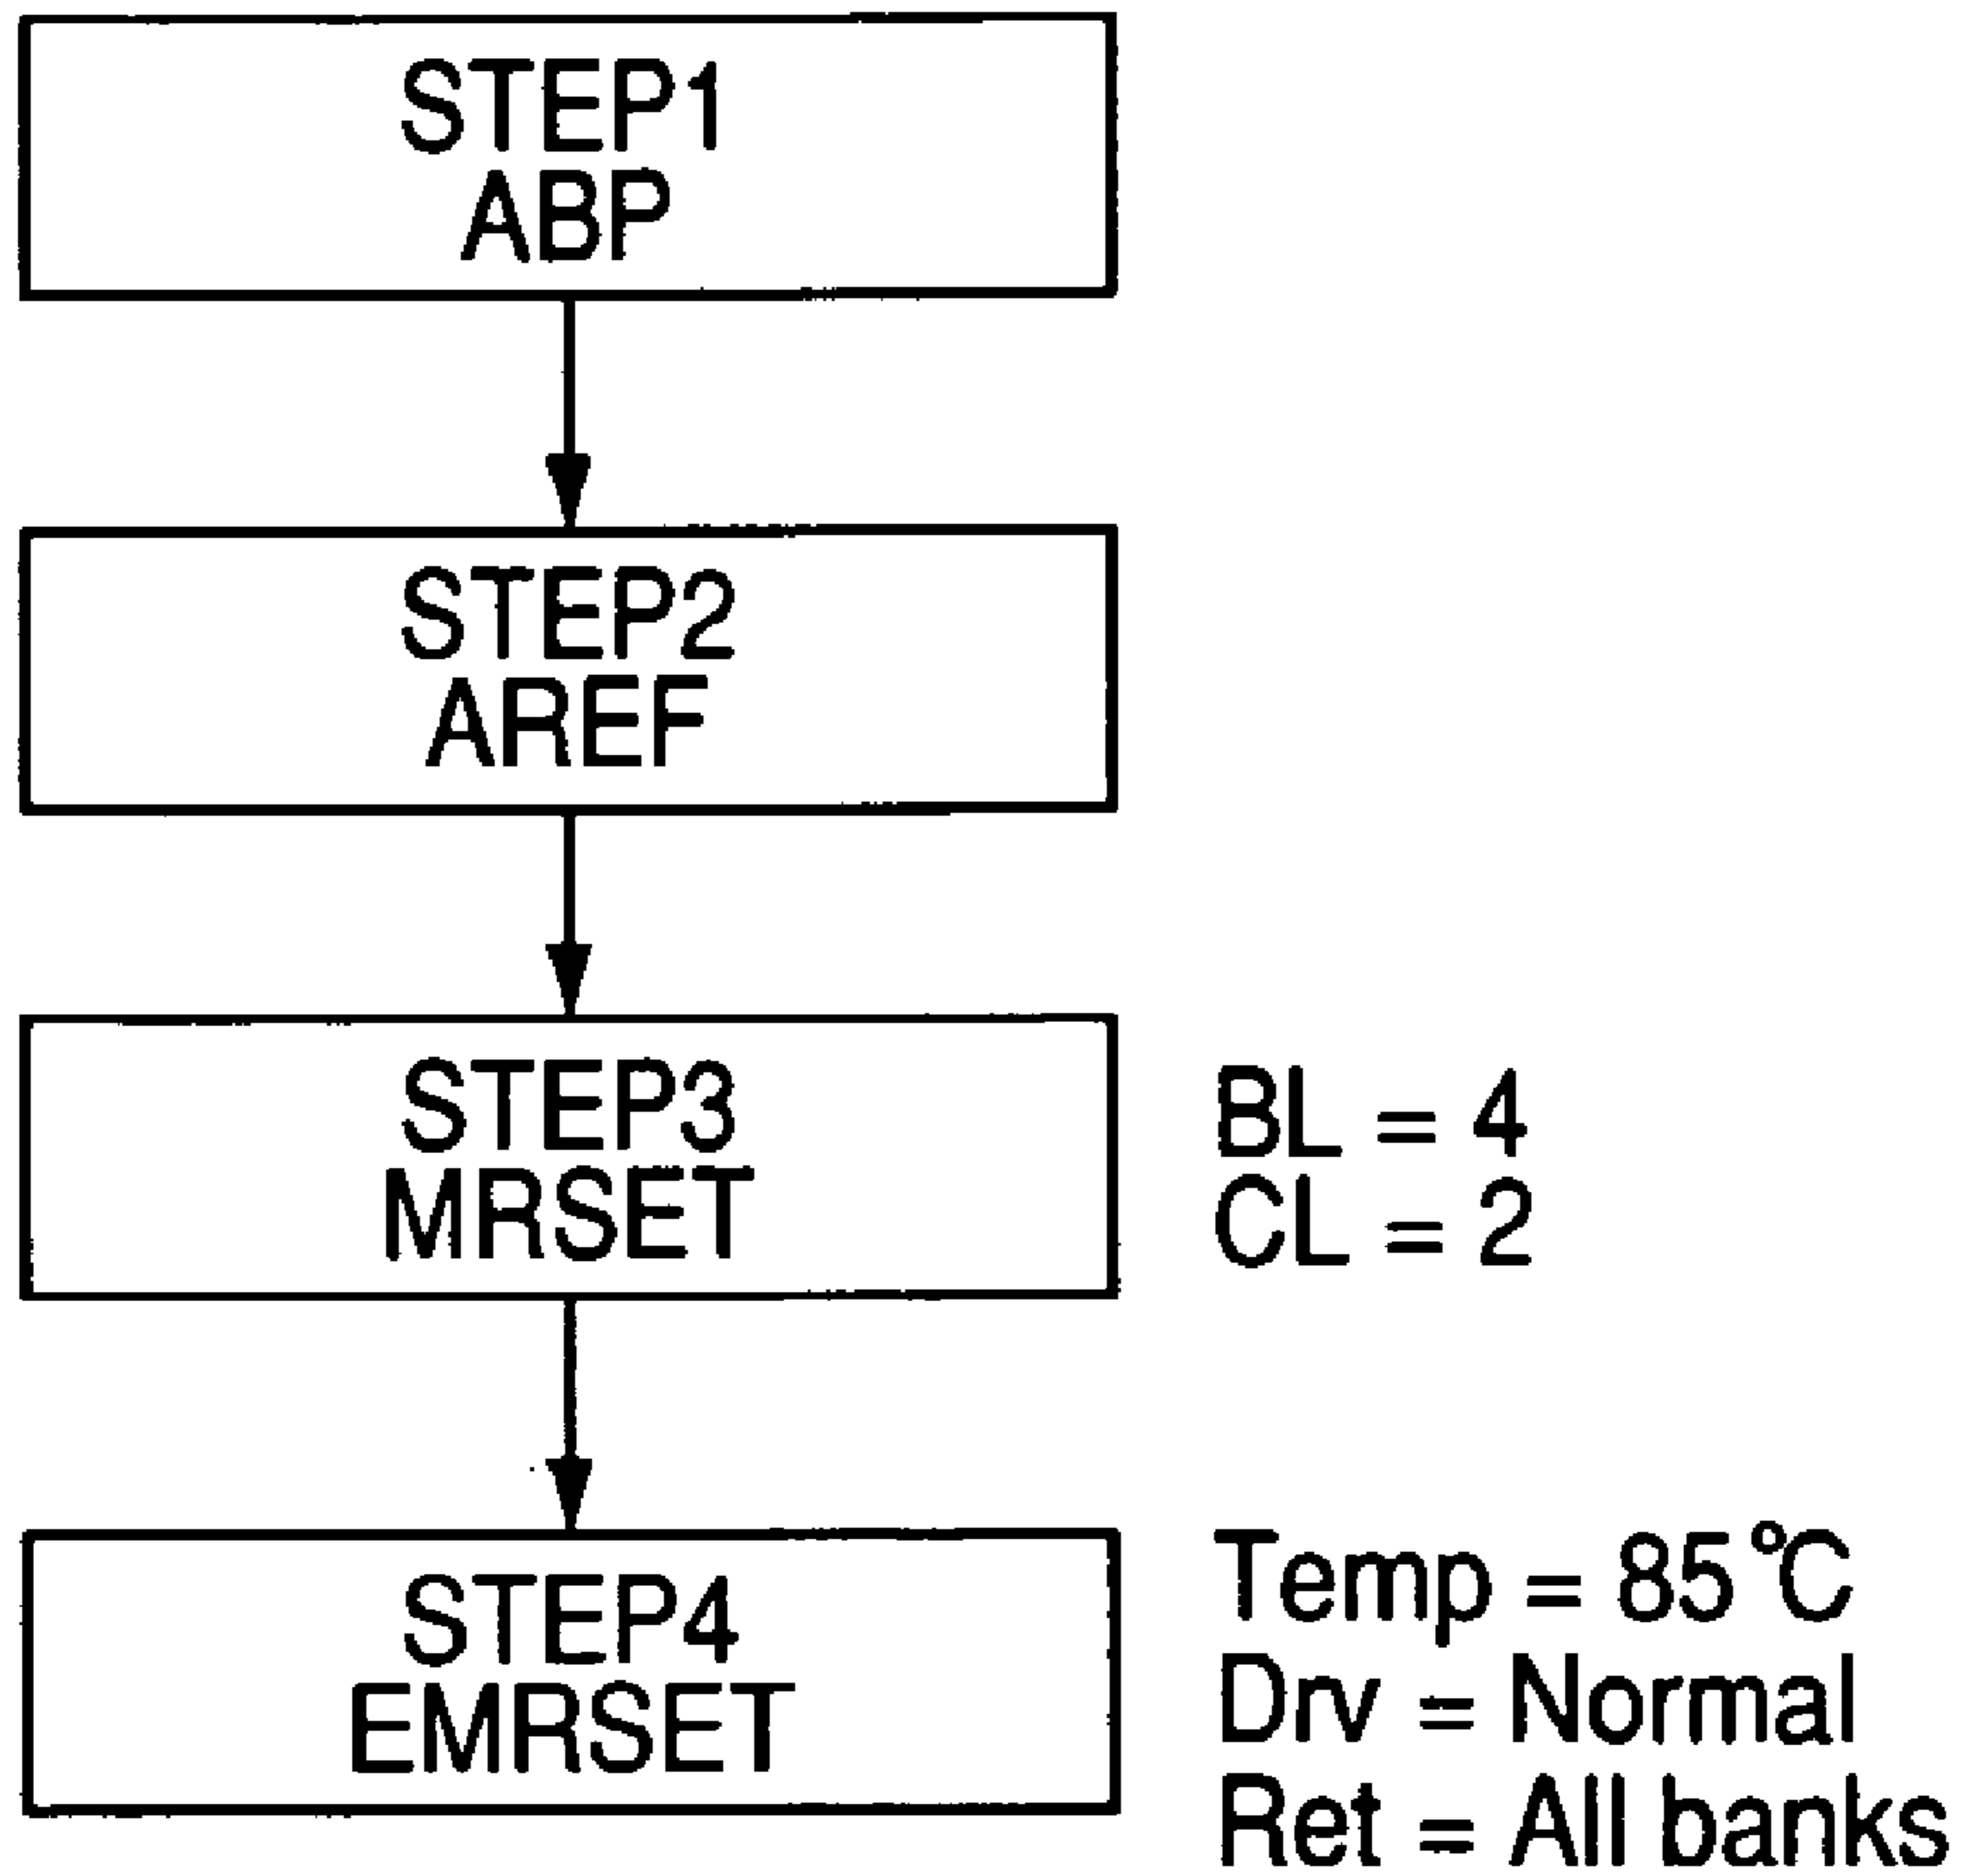 STEP1
ABP
STEP2
AREF
STEP3
MRSET
BL = 4
CL = 2
STEP4
EMRSET
Temp = 85°C
Drv = Normal
Ret = All banks